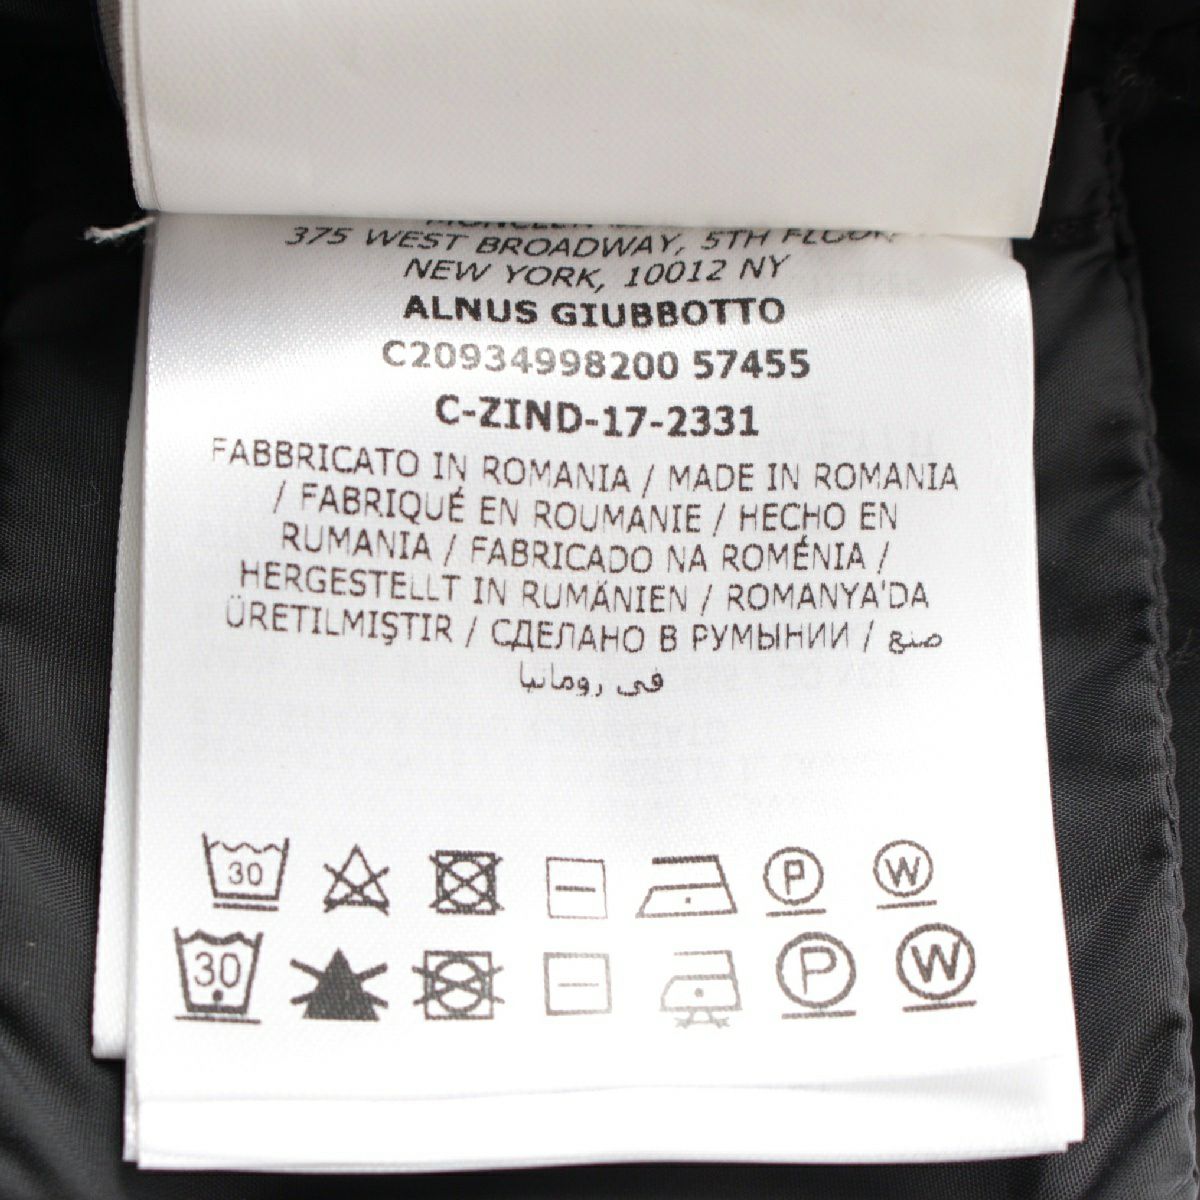 MONCLER
375 WEST BROADWAY, 5TH FLOOR
NEW YORK, 10012 NY
ALNUS GIUBBOTTO
C20934998200 57455
C-ZIND-17-2331
FABBRICATO IN ROMANIA / MADE IN ROMANIA
/ FABRIQUÉ EN ROUMANIE / HECHO EN
RUMANIA / FABRICADO NA ROMÉNIA /
HERGESTELLT IN RUMÄNIEN / ROMANYA'DA
ÜRETILMIŞTIR / СДЕЛАНО В РУМЫНИИ / صنع
في رومانيا
30 P W
30 P W